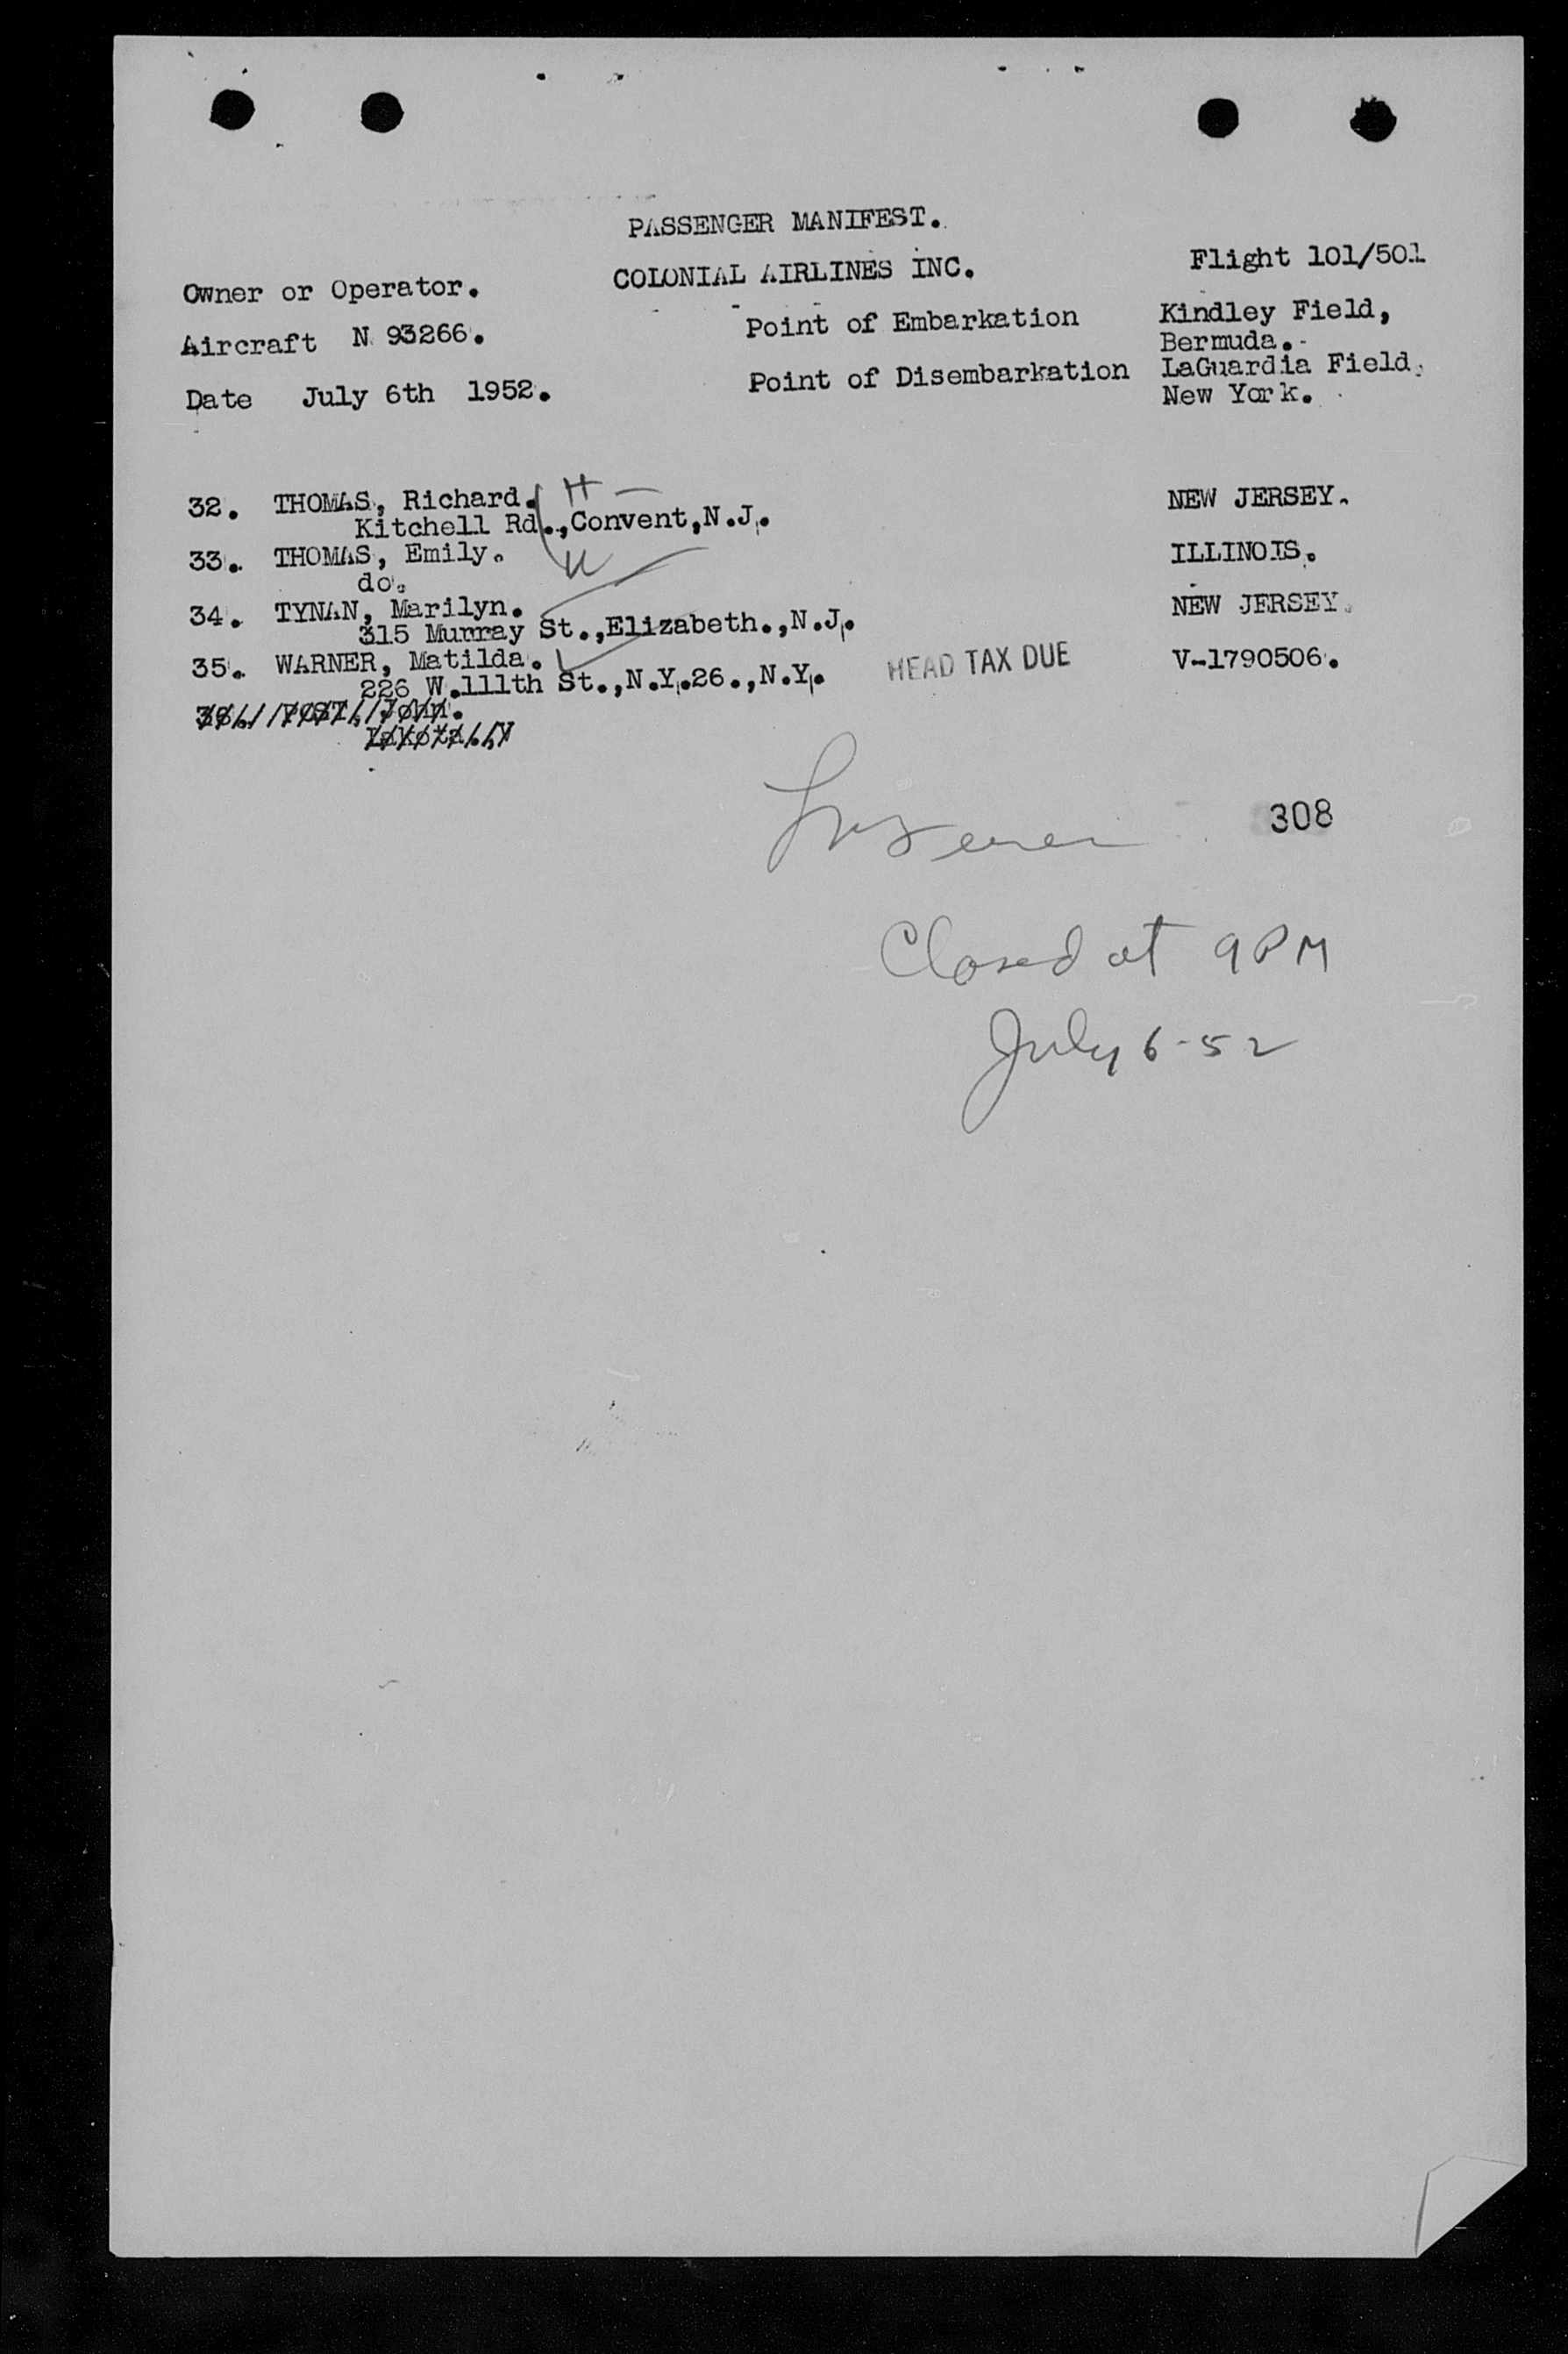 PASSENGER MANIFEST.
Owner or Operator. COLONIAL AIRLINES INC. Flight 101/501
Aircraft N 93266. Point of Embarkation Kindley Field,
Bermuda.
Date July 6th 1952. Point of Disembarkation LaGuardia Field.
New York.
32. THOMAS, Richard. H NEW JERSEY.
Kitchell Rd.,Convent,N.J.
33. THOMAS, Emily. W ILLINOIS.
do.
34. TYNAN, Marilyn. NEW JERSEY.
315 Murray St.,Elizabeth.,N.J.
35. WARNER, Matilda. HEAD TAX DUE V-1790506.
226 W.111th St.,N.Y.26.,N.Y.
308
Closed at 9 PM
July 6-52